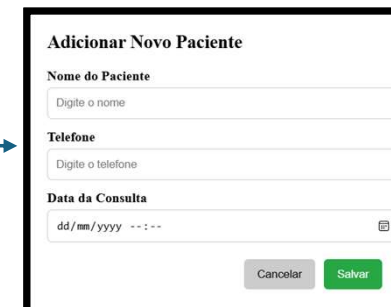 Adicionar Novo Paciente
Nome do Paciente
Digite o nome
Telefone
Digite o telefone
Data da Consulta
dd/mm/yyyy --:--
Cancelar Salvar